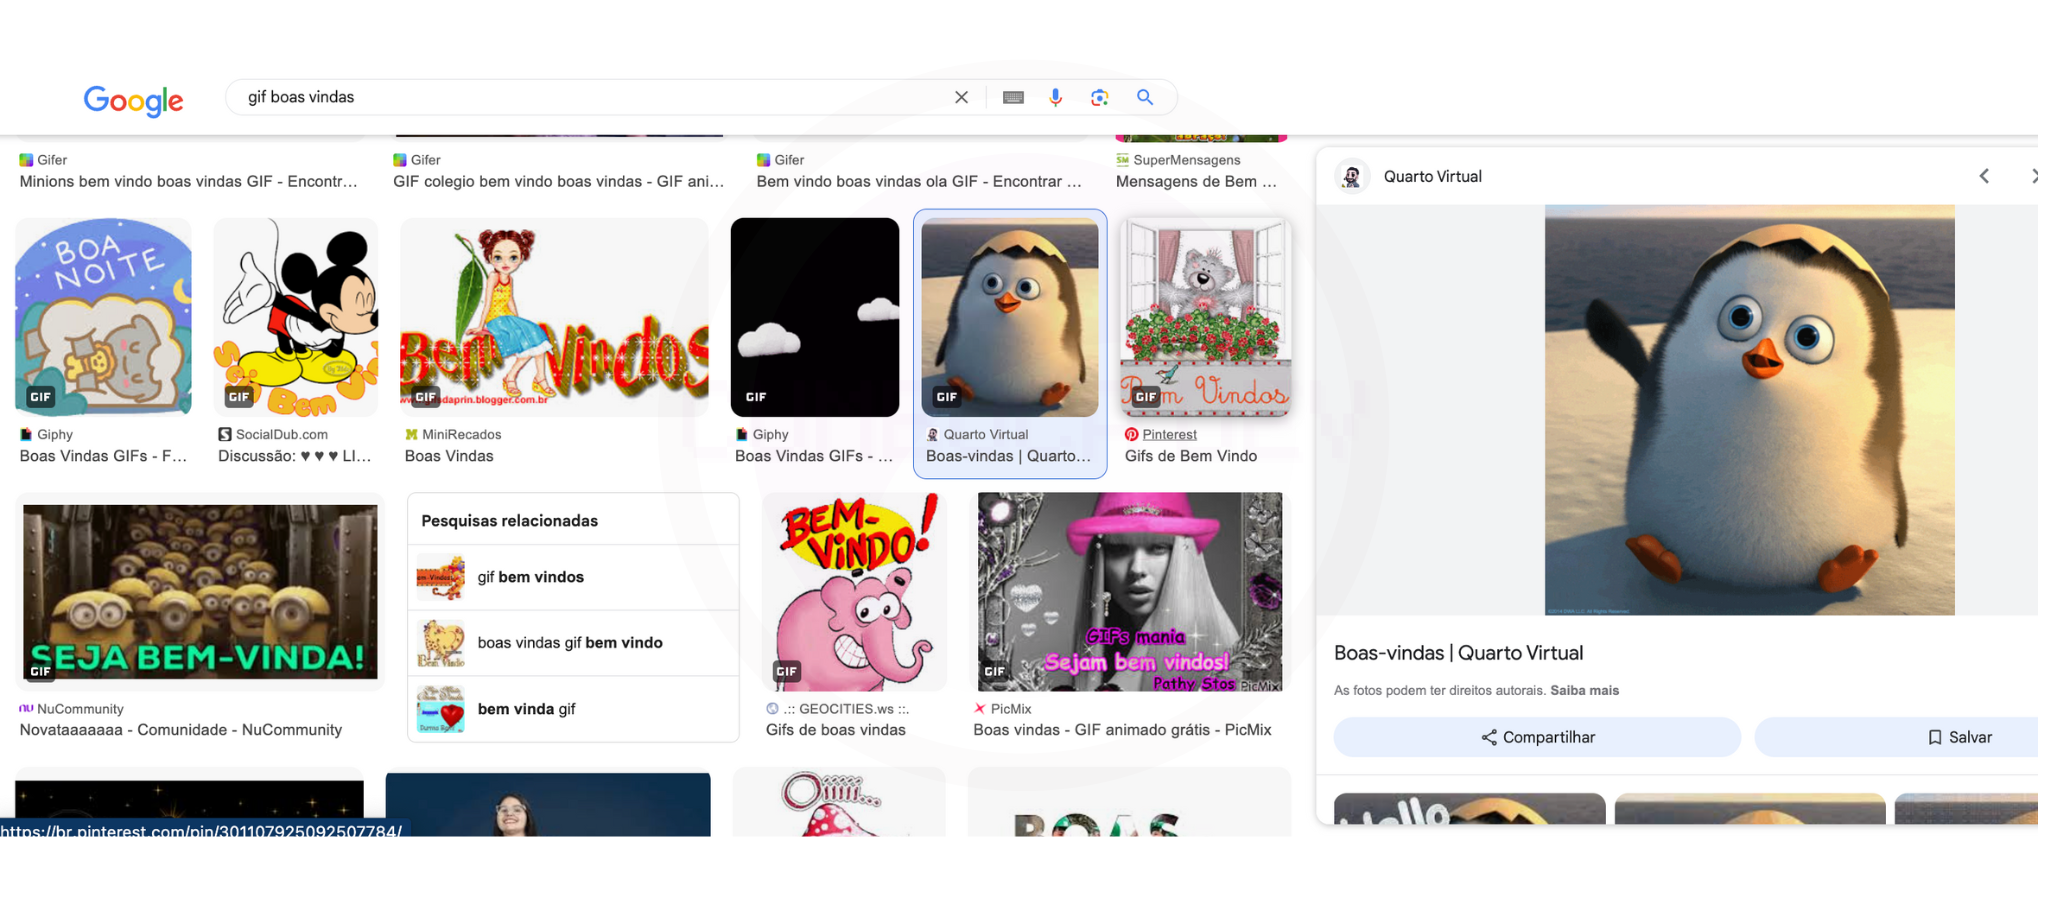 Google
gif boas vindas
Gifer
Minions bem vindo boas vindas GIF - Encontr...
Gifer
GIF colegio bem vindo boas vindas - GIF ani...
Gifer
Bem vindo boas vindas ola GIF - Encontrar ...
SM SuperMensagens
Mensagens de Bem ...
Quarto Virtual
BOA
NOITE
GIF
Giphy
Boas Vindas GIFs - F...
GIF
SocialDub.com
Discussão: ♥ ♥ ♥ LI...
Bem Vindos
GIF
www.gifsdaprin.blogger.com.br
MiniRecados
Boas Vindas
GIF
Giphy
Boas Vindas GIFs - ...
GIF
Quarto Virtual
Boas-vindas | Quarto...
Vindos
GIF
Pinterest
Gifs de Bem Vindo
SEJA BEM-VINDA!
GIF
nu NuCommunity
Novataaaaaaa - Comunidade - NuCommunity
Pesquisas relacionadas
gif bem vindos
boas vindas gif bem vindo
bem vinda gif
BEM-
VINDO!
GIF
.:: GEOCITIES.ws ::.
Gifs de boas vindas
GIFs mania
Sejam bem vindos!
Pathy Stos PicMix
GIF
PicMix
Boas vindas - GIF animado grátis - PicMix
Boas-vindas | Quarto Virtual
As fotos podem ter direitos autorais. Saiba mais
Compartilhar
Salvar
Hello
Oiiii...
BOAS
https://br.pinterest.com/pin/301107925092507784/